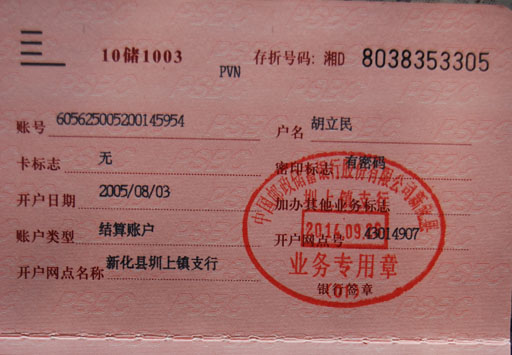 10储1003
PVN
存折号码: 湘D 8038353305
账号 605625005200145954
户名 胡立民
卡标志 无
密印标志 有密码
开户日期 2005/08/03
加办其他业务标志
账户类型 结算账户
开户网点号 43014907
开户网点名称 新化县圳上镇支行
银行签章
中国邮政储蓄银行股份有限公司新化县
圳上镇支行
业务专用章
(01)